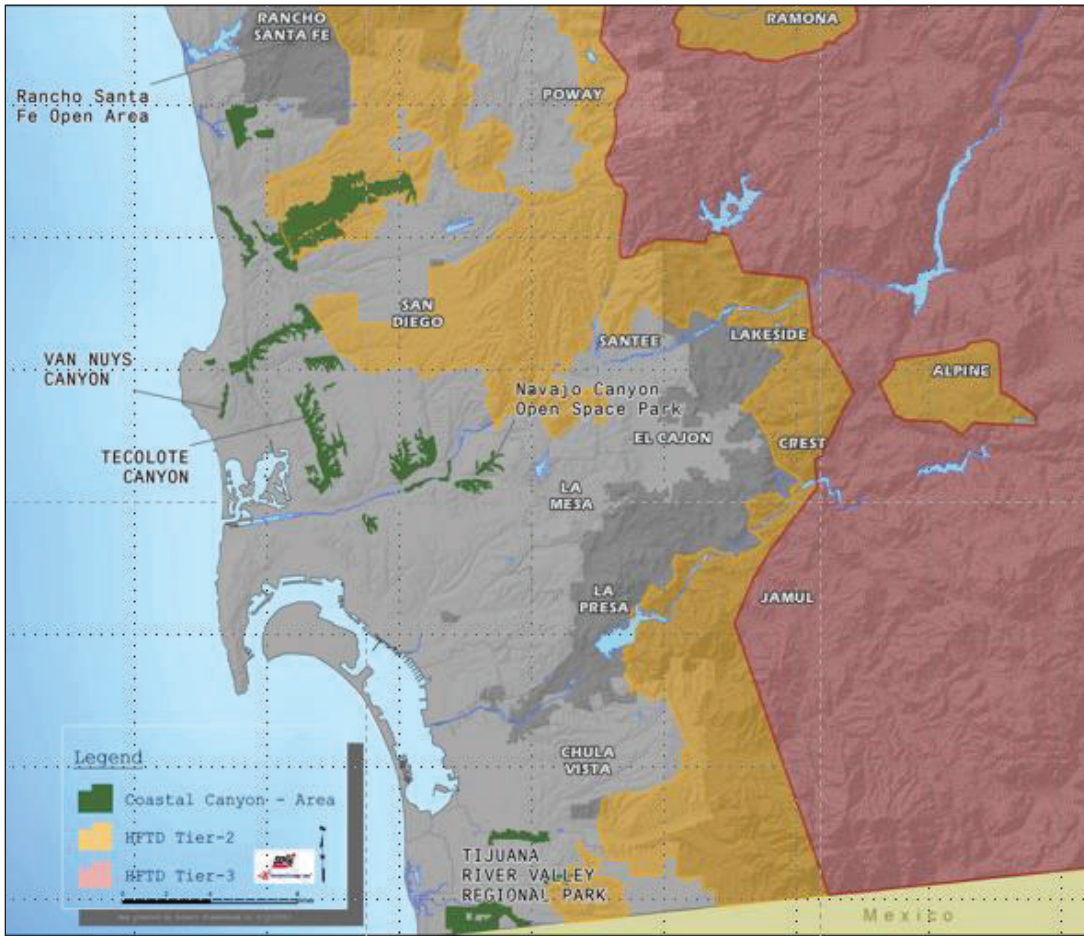 RANCHO
SANTA FE
RAMONA
Rancho Santa
Fe Open Area
POWAY
SAN
DIEGO
SANTEE
LAKESIDE
VAN NUYS
CANYON
ALPINE
Navajo Canyon
Open Space Park
EL CAJON
CREST
TECOLOTE
CANYON
LA
MESA
LA
PRESA
JAMUL
CHULA
VISTA
Legend
Coastal Canyon - Area
HFTD Tier-2
HFTD Tier-3
TIJUANA
RIVER VALLEY
REGIONAL PARK
Mexico